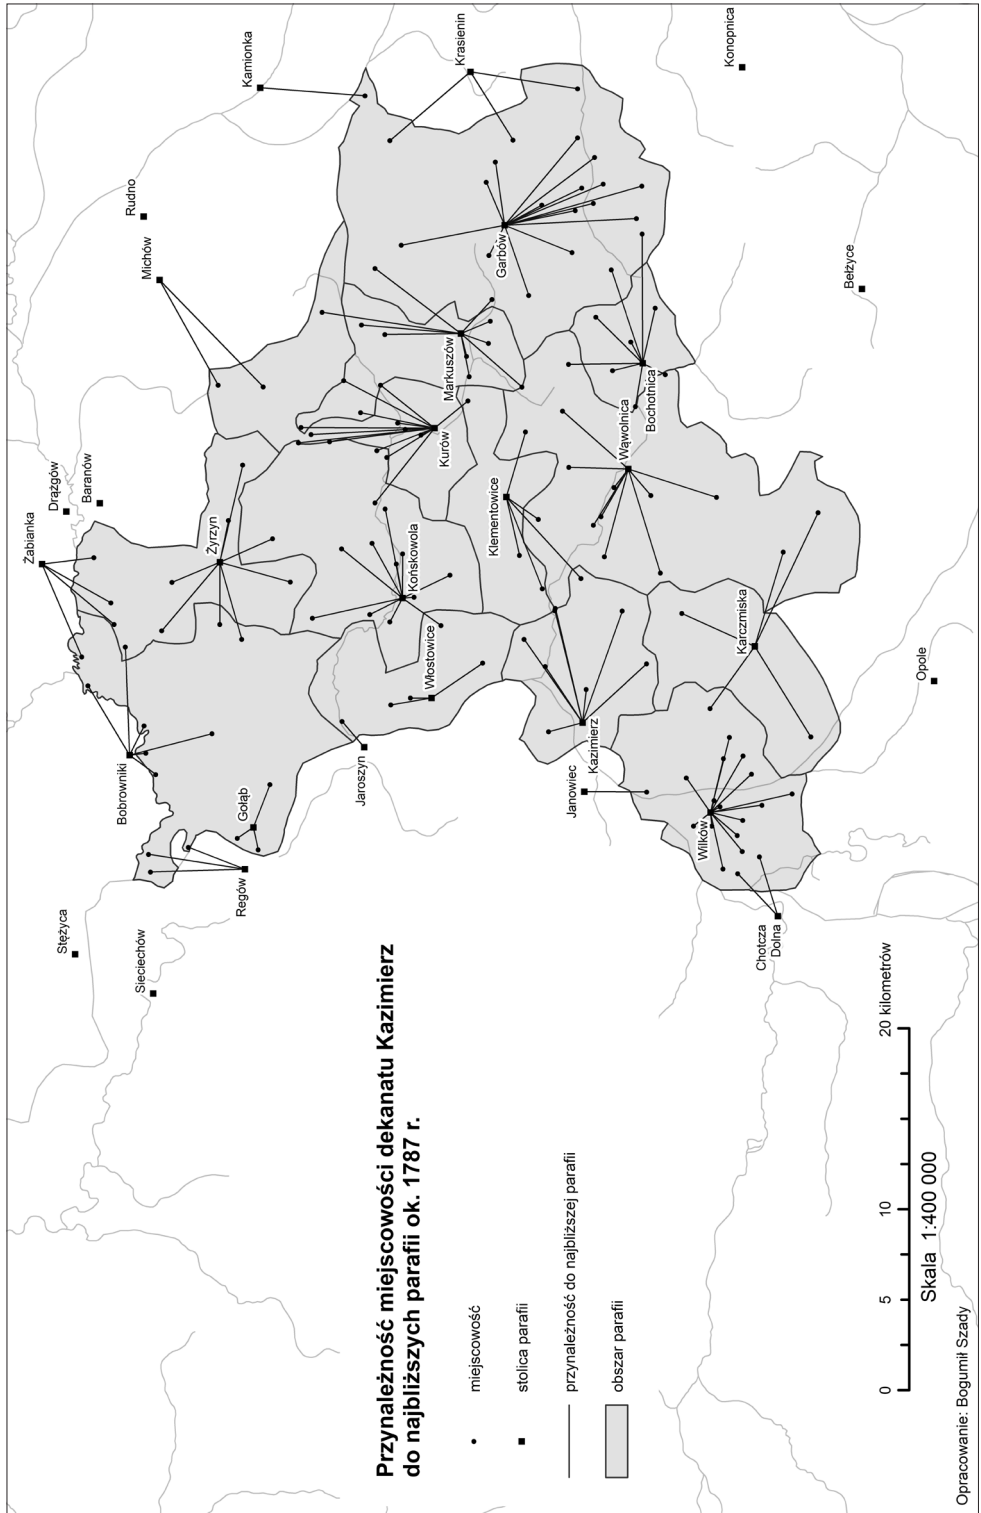 Przynależność miejscowości dekanatu Kazimierz
do najbliższych parafii ok. 1787 r.
miejscowość
stolica parafii
przynależność do najbliższej parafii
obszar parafii
0
5
10
20 kilometrów
Skala 1:400 000
Opracowanie: Bogumił Szady
Stężyca
Sieciechów
Regów
Gołąb
Bobrowniki
Żabianka
Drążgów
Baranów
Michów
Rudno
Kamionka
Krasienin
Konopnica
Żyrzyn
Jaroszyn
Włostowice
Końskowola
Kurów
Markuszów
Garbów
Klementowice
Janowiec
Kazimierz
Wąwolnica
Bochotnica
Bełżyce
Chotcza
Dolna
Wilków
Karczmiska
Opole